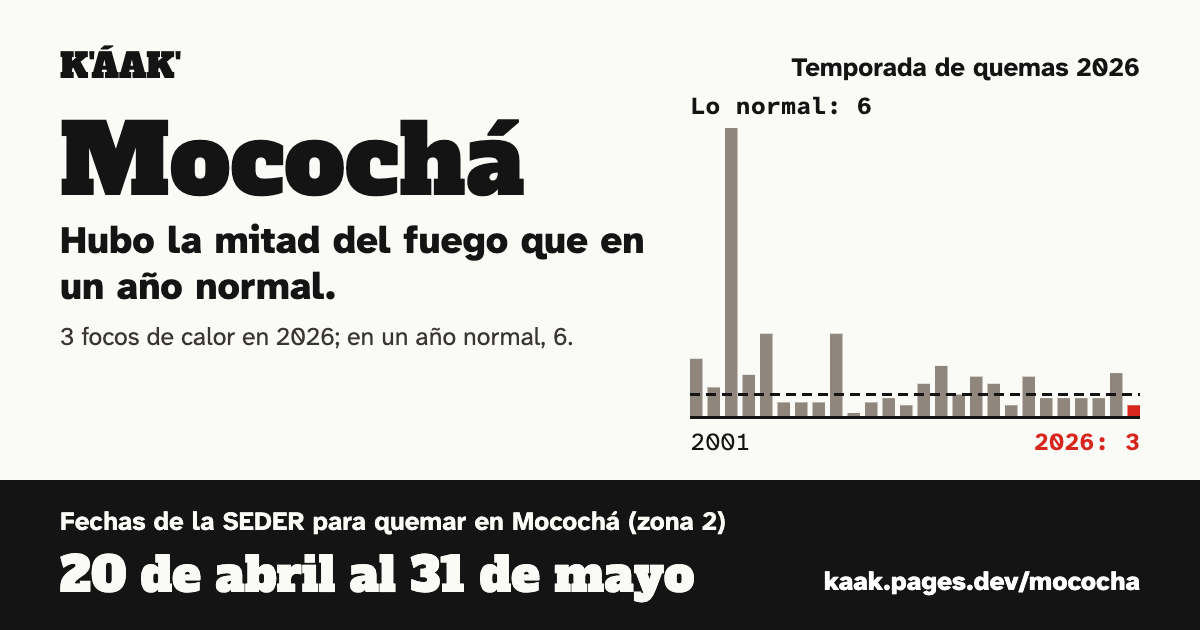 K'ÁAK'
Temporada de quemas 2026
Lo normal: 6
Mocochá
Hubo la mitad del fuego que en
un año normal.
3 focos de calor en 2026; en un año normal, 6.
2001
2026: 3
Fechas de la SEDER para quemar en Mocochá (zona 2)
20 de abril al 31 de mayo
kaak.pages.dev/mococha